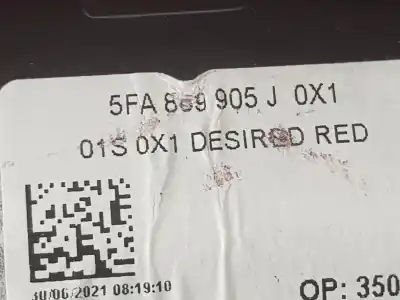 5FA 869 905 J 0X1
01S 0X1 DESIRED RED
30/06/2021 08:19:10
OP: 350